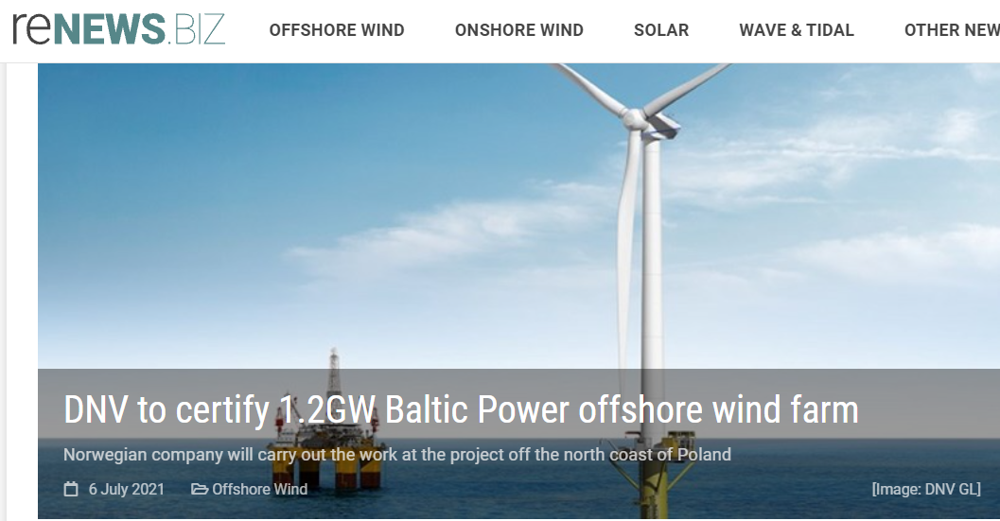 reNEWS.BIZ
OFFSHORE WIND ONSHORE WIND SOLAR WAVE & TIDAL OTHER NEW
DNV to certify 1.2GW Baltic Power offshore wind farm
Norwegian company will carry out the work at the project off the north coast of Poland
6 July 2021 Offshore Wind [Image: DNV GL]